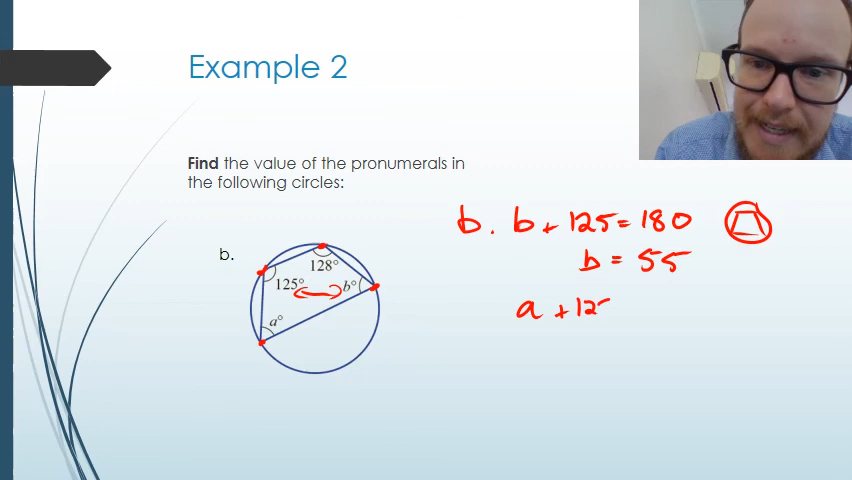 Example 2
Find the value of the pronumerals in
the following circles:
b.
128°
125°
b°
a°
b. b + 125 = 180
b = 55
a + 12